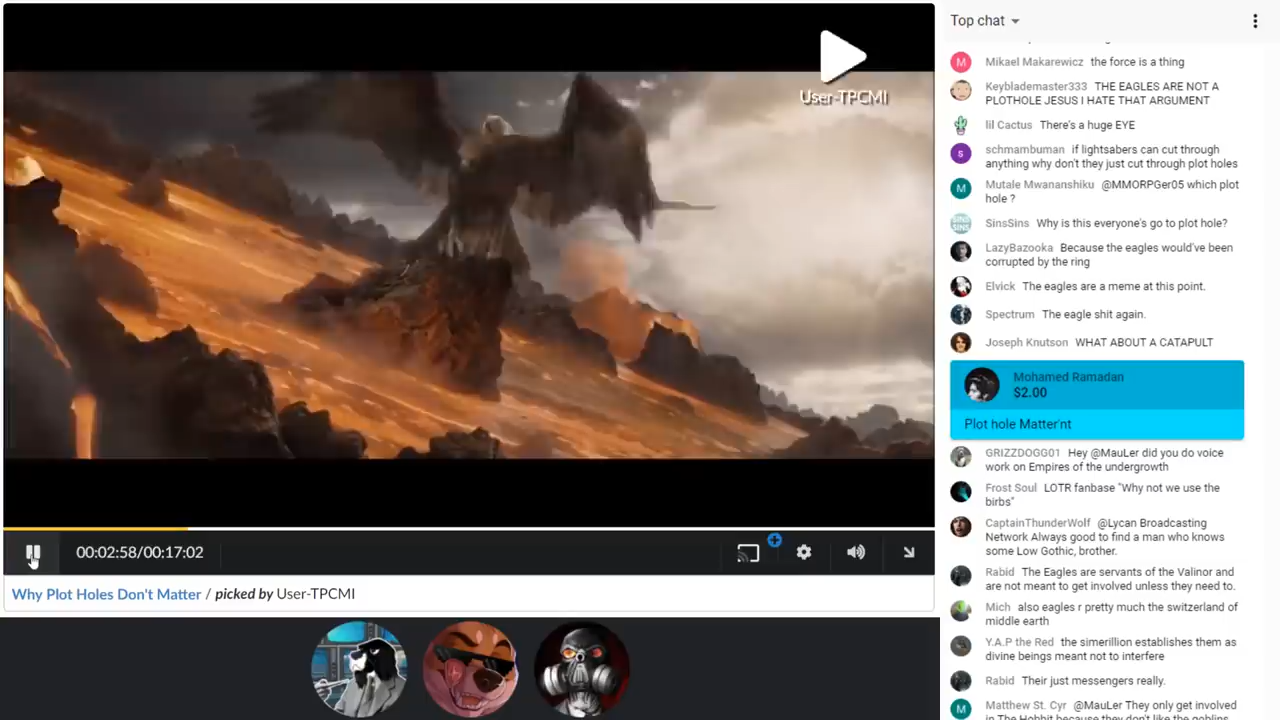 User-TPCMI
00:02:58/00:17:02
Why Plot Holes Don't Matter / picked by User-TPCMI
Top chat
Mikael Makarewicz the force is a thing
Keyblademaster333 THE EAGLES ARE NOT A
PLOTHOLE JESUS I HATE THAT ARGUMENT
lil Cactus There's a huge EYE
schmambuman if lightsabers can cut through
anything why don't they just cut through plot holes
Mutale Mwananshiku @MMORPGer05 which plot
hole ?
SinsSins Why is this everyone's go to plot hole?
LazyBazooka Because the eagles would've been
corrupted by the ring
Elvick The eagles are a meme at this point.
Spectrum The eagle shit again.
Joseph Knutson WHAT ABOUT A CATAPULT
Mohamed Ramadan
$2.00
Plot hole Matter'nt
GRIZZDOGG01 Hey @MauLer did you do voice
work on Empires of the undergrowth
Frost Soul LOTR fanbase "Why not we use the
birbs"
CaptainThunderWolf @Lycan Broadcasting
Network Always good to find a man who knows
some Low Gothic, brother.
Rabid The Eagles are servants of the Valinor and
are not meant to get involved unless they need to.
Mich also eagles r pretty much the switzerland of
middle earth
Y.A.P the Red the simerillion establishes them as
divine beings meant not to interfere
Rabid Their just messengers really.
Matthew St. Cyr @MauLer They only get involved
in The Hobbit because they don't like the goblins